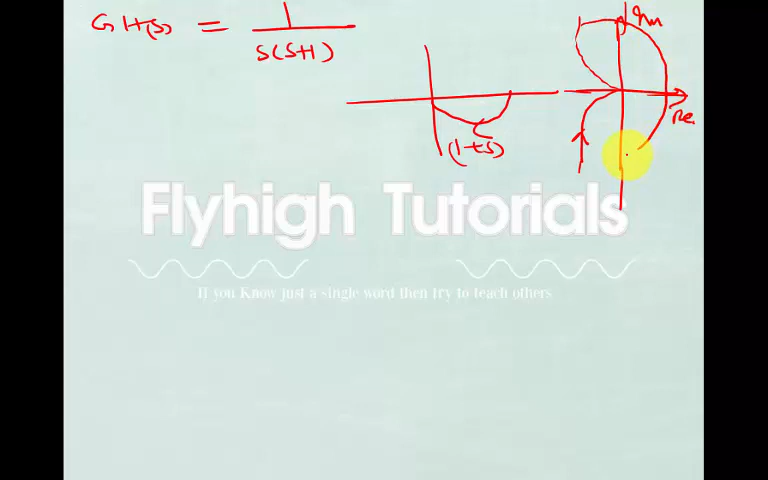 GH(s) = 1
s(s+1)
Im
Re
(1+s)
Flyhigh Tutorials
If you Know just a single word then try to teach others